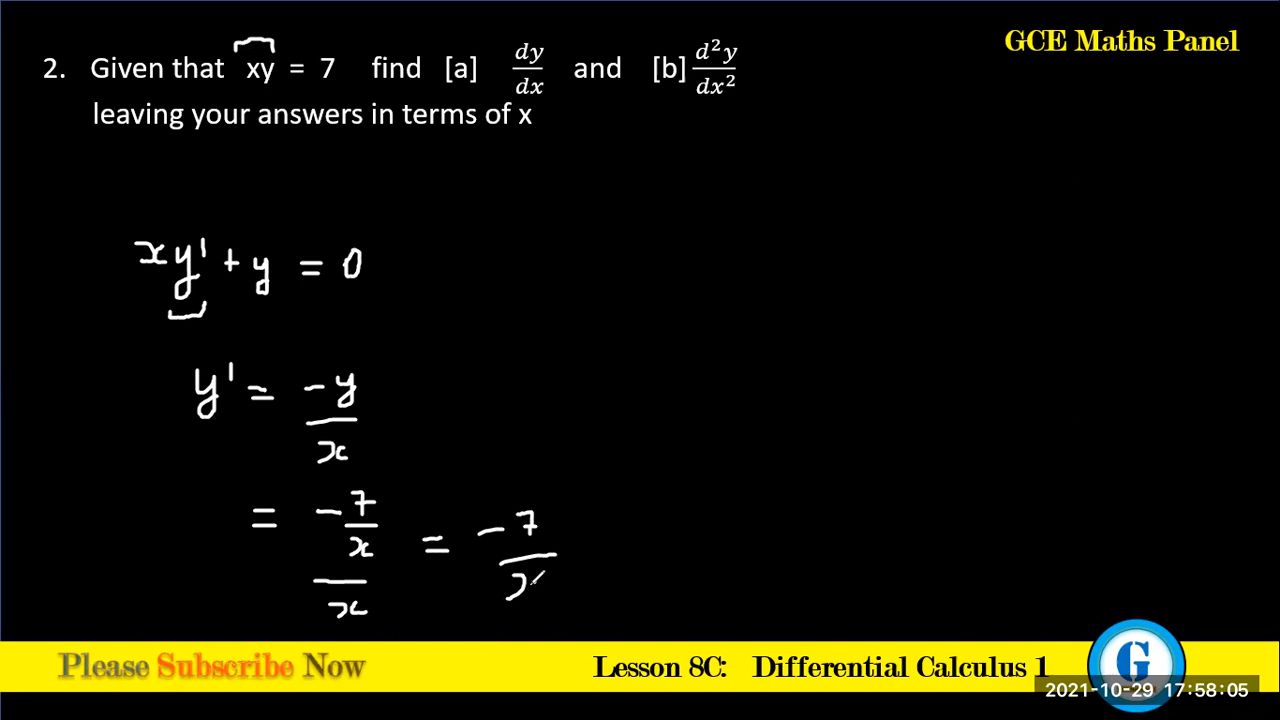 GCE Maths Panel
2. Given that xy = 7 find [a] dy/dx and [b] d²y/dx²
leaving your answers in terms of x
xy' + y = 0
y' = -y/x
= -7/x/x = -7/x
Please Subscribe Now
Lesson 8C: Differential Calculus 1
G
2021-10-29 17:58:05